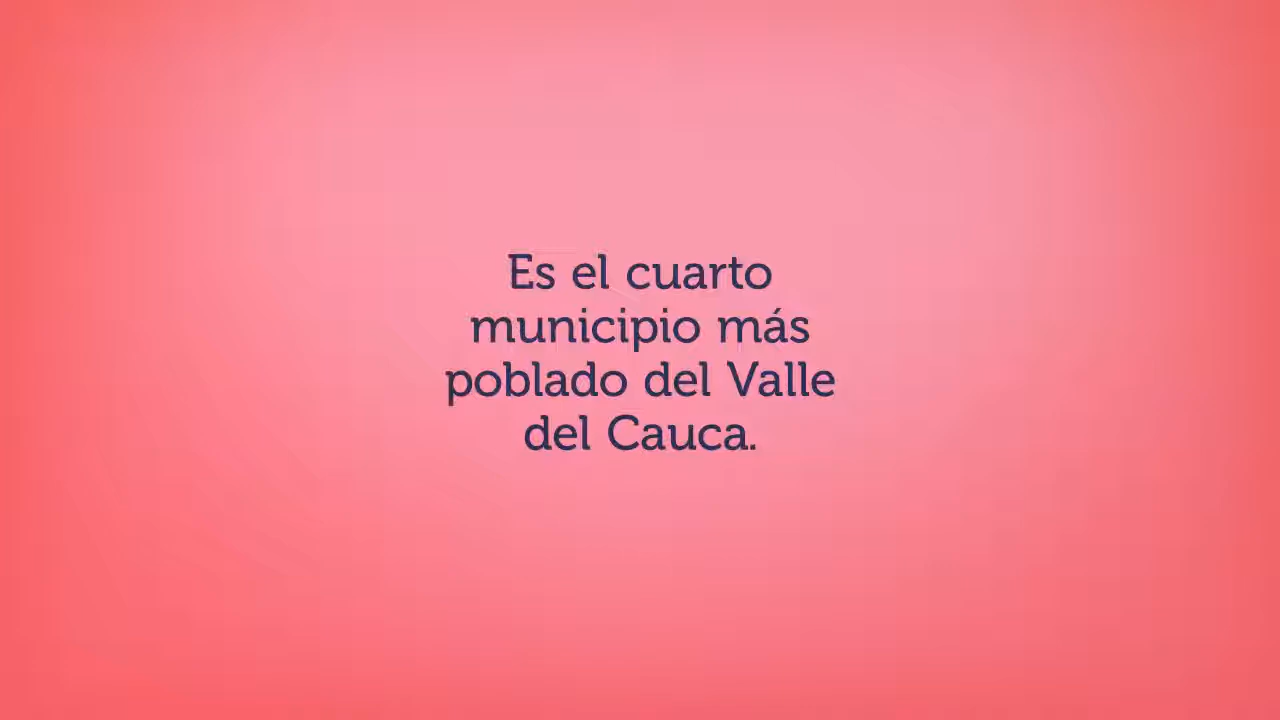 Es el cuarto
municipio más
poblado del Valle
del Cauca.